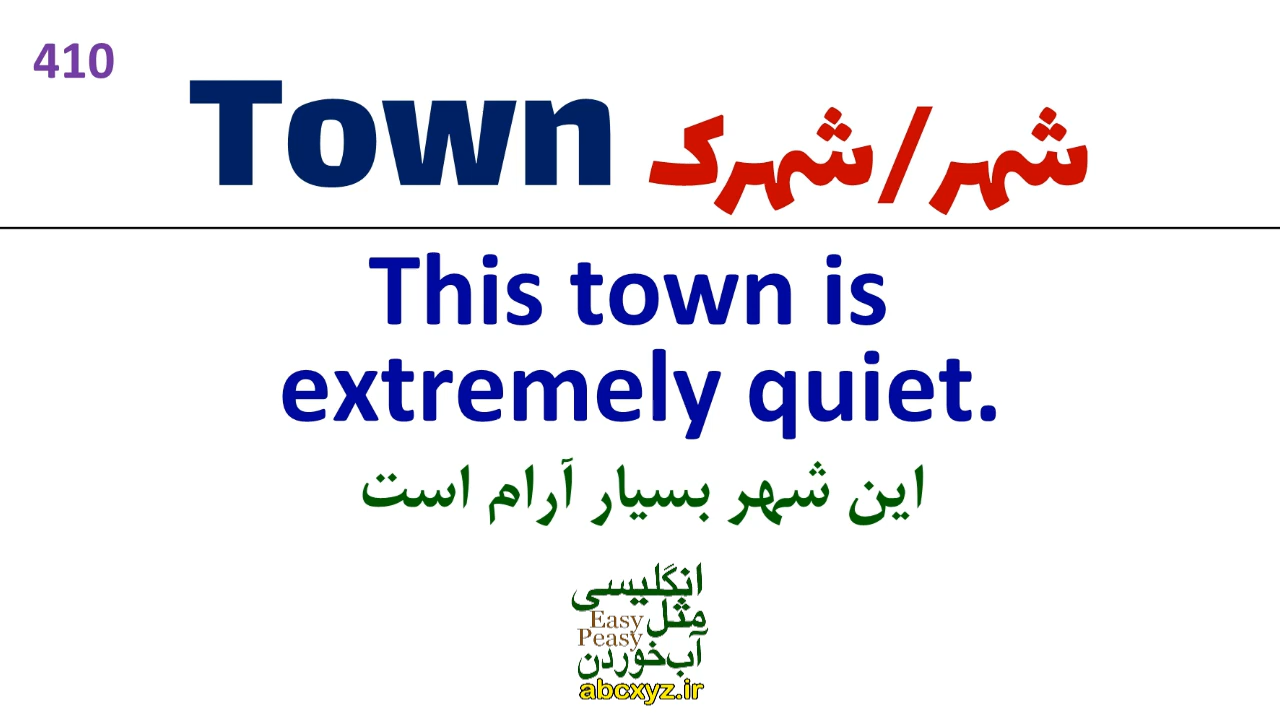 410
Town شهر/شهرک
This town is
extremely quiet.
این شهر بسیار آرام است
انگلیسی
مثل
Easy
Peasy
آب‌خوردن
abcxyz.ir